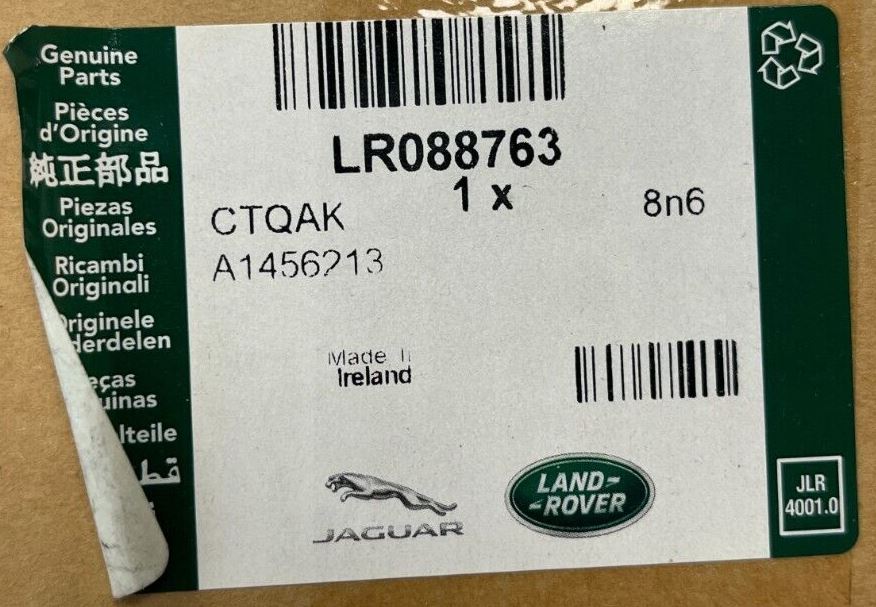 Genuine
Parts
Pièces
d'Origine
純正部品
Piezas
Originales
Ricambi
Originali
LR088763
1 x
CTQAK
8n6
A1456213
Made
Ireland
JAGUAR
LAND-
-ROVER
JLR
4001.0